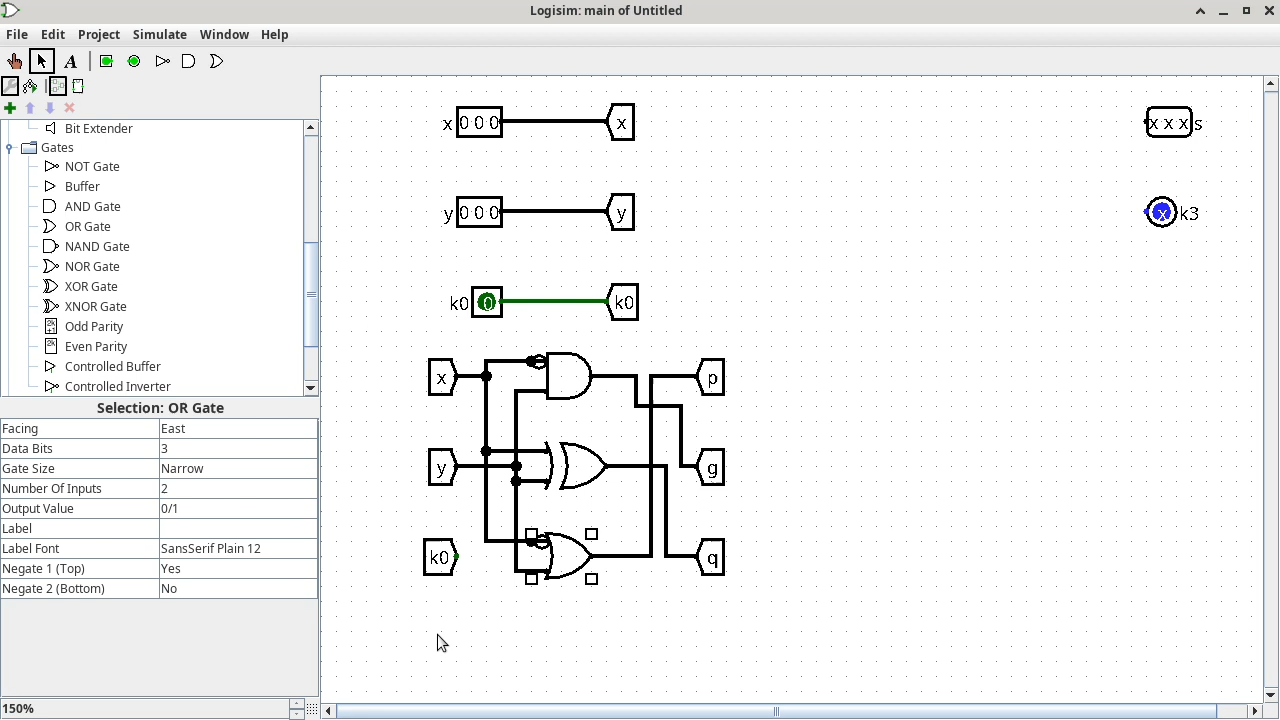 Logisim: main of Untitled
File Edit Project Simulate Window Help
A
Bit Extender
Gates
NOT Gate
Buffer
AND Gate
OR Gate
NAND Gate
NOR Gate
XOR Gate
XNOR Gate
Odd Parity
Even Parity
Controlled Buffer
Controlled Inverter
Selection: OR Gate
Facing East
Data Bits 3
Gate Size Narrow
Number Of Inputs 2
Output Value 0/1
Label
Label Font SansSerif Plain 12
Negate 1 (Top) Yes
Negate 2 (Bottom) No
150%
x 0 0 0 x
x x x s
y 0 0 0 y
x k3
k0 0 k0
x p
y g
k0 q